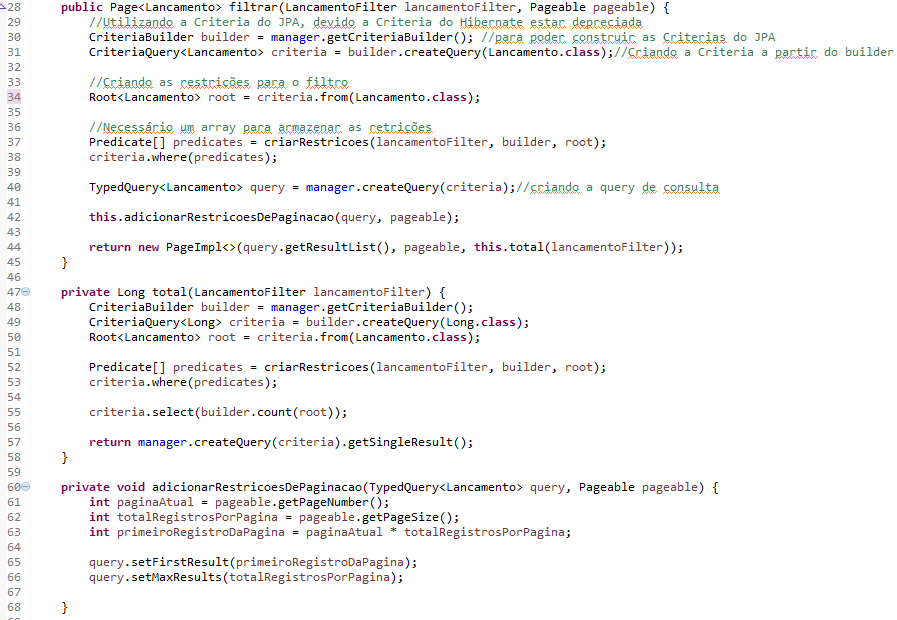 28 public Page<Lancamento> filtrar(LancamentoFilter lancamentoFilter, Pageable pageable) {
29 //Utilizando a Criteria do JPA, devido a Criteria do Hibernate estar depreciada
30 CriteriaBuilder builder = manager.getCriteriaBuilder(); //para poder construir as Criterias do JPA
31 CriteriaQuery<Lancamento> criteria = builder.createQuery(Lancamento.class);//Criando a Criteria a partir do builder
32
33 //Criando as restrições para o filtro
34 Root<Lancamento> root = criteria.from(Lancamento.class);
35
36 //Necessário um array para armazenar as retrições
37 Predicate[] predicates = criarRestricoes(lancamentoFilter, builder, root);
38 criteria.where(predicates);
39
40 TypedQuery<Lancamento> query = manager.createQuery(criteria);//criando a query de consulta
41
42 this.adicionarRestricoesDePaginacao(query, pageable);
43
44 return new PageImpl<>(query.getResultList(), pageable, this.total(lancamentoFilter));
45 }
46
47 private Long total(LancamentoFilter lancamentoFilter) {
48 CriteriaBuilder builder = manager.getCriteriaBuilder();
49 CriteriaQuery<Long> criteria = builder.createQuery(Long.class);
50 Root<Lancamento> root = criteria.from(Lancamento.class);
51
52 Predicate[] predicates = criarRestricoes(lancamentoFilter, builder, root);
53 criteria.where(predicates);
54
55 criteria.select(builder.count(root));
56
57 return manager.createQuery(criteria).getSingleResult();
58 }
59
60 private void adicionarRestricoesDePaginacao(TypedQuery<Lancamento> query, Pageable pageable) {
61 int paginaAtual = pageable.getPageNumber();
62 int totalRegistrosPorPagina = pageable.getPageSize();
63 int primeiroRegistroDaPagina = paginaAtual * totalRegistrosPorPagina;
64
65 query.setFirstResult(primeiroRegistroDaPagina);
66 query.setMaxResults(totalRegistrosPorPagina);
67
68 }